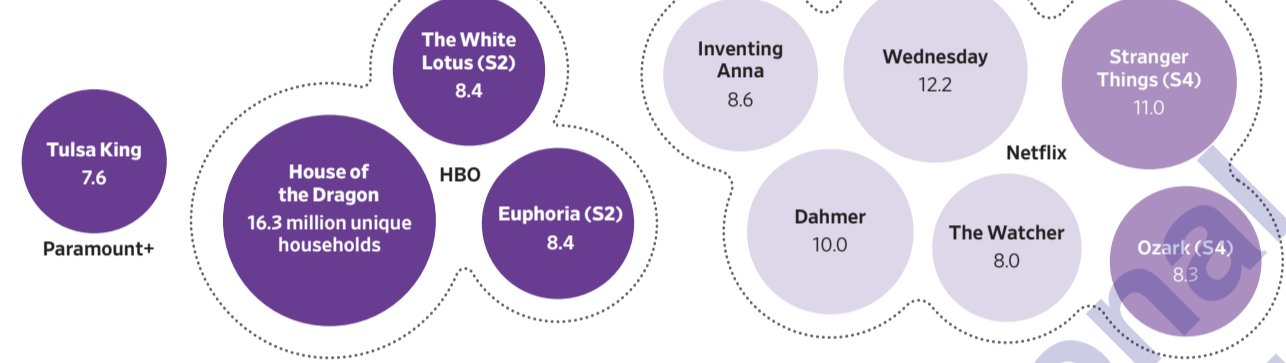 Tulsa King
7.6
Paramount+
The White
Lotus (S2)
8.4
House of
the Dragon
16.3 million unique
households
HBO
Euphoria (S2)
8.4
Inventing
Anna
8.6
Wednesday
12.2
Stranger
Things (S4)
11.0
Netflix
Dahmer
10.0
The Watcher
8.0
Ozark (S4)
8.3